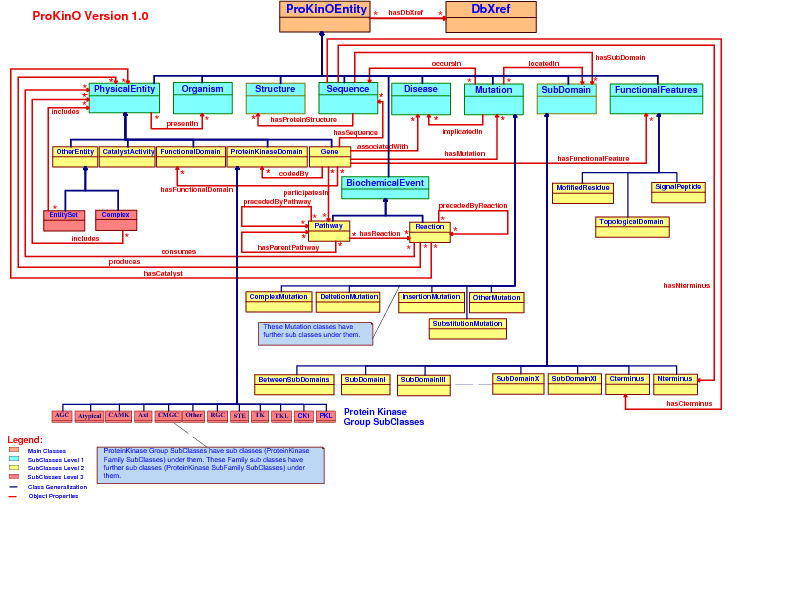 ProKinO Version 1.0
ProKinOEntity
hasDbXref
*
*
DbXref
hasSubDomain
occursIn
locatedIn
PhysicalEntity
Organism
Structure
Sequence
Disease
Mutation
SubDomain
FunctionalFeatures
includes
presentIn
hasProteinStructure
hasSequence
implicatedIn
associatedWith
hasMutation
hasFunctionalFeature
OtherEntity
CatalystActivity
FunctionalDomain
ProteinKinaseDomain
Gene
codedBy
hasFunctionalDomain
participatesIn
BiochemicalEvent
MofifiedResidue
SignalPeptide
TopologicalDomain
precededByPathway
precededByReaction
EntitySet
Complex
Pathway
Reaction
hasReaction
hasParentPathway
includes
consumes
produces
hasCatalyst
hasNterminus
ComplexMutation
DeltetionMutation
InsertionMutation
OtherMutation
SubstitutionMutation
These Mutation classes have
further sub classes under them.
BetweenSubDomains
SubDomainI
SubDomainIII
SubDomainX
SubDomainXI
Cterminus
Nterminus
hasCterminus
AGC
Atypical
CAMK
Axl
CMGC
Other
RGC
STE
TK
TKL
CKI
PKL
Protein Kinase
Group SubClasses
Legend:
Main Classes
SubClasses Level 1
SubClasses Level 2
SubClasses Level 3
Class Generalization
Object Properties
ProteinKinase Group SubClasses have sub classes (ProteinKinase
Family SubClasses) under them. These Family sub classes have
further sub classes (ProteinKinase SubFamily SubClasses) under
them.